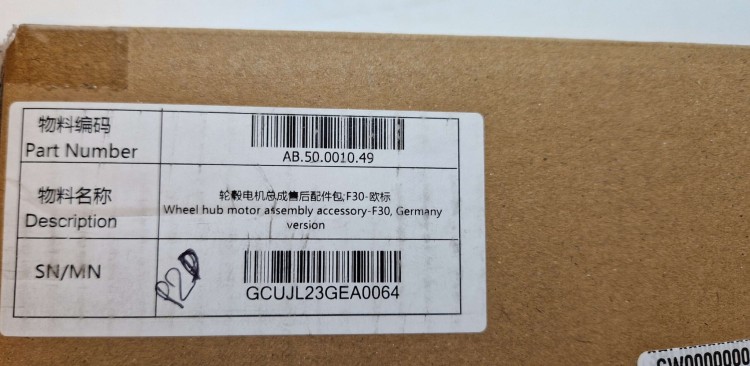 物料编码
Part Number
AB.50.0010.49
物料名称
Description
轮毂电机总成售后配件包;F30-欧标
Wheel hub motor assembly accessory-F30, Germany
version
SN/MN
GCUJL23GEA0064